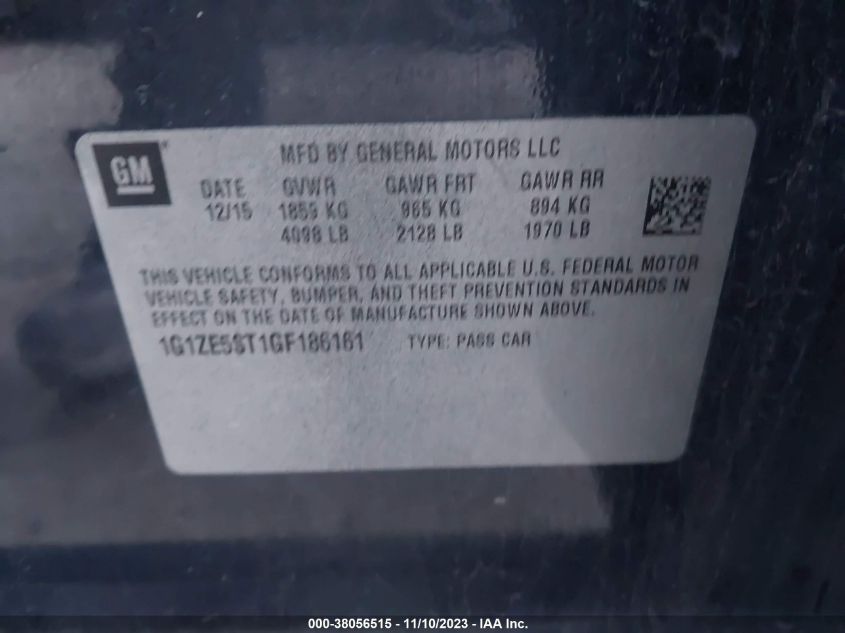 GM
MFD BY GENERAL MOTORS LLC
DATE GVWR GAWR FRT GAWR RR
12/15 1859 KG 965 KG 894 KG
4098 LB 2128 LB 1970 LB
THIS VEHICLE CONFORMS TO ALL APPLICABLE U.S. FEDERAL MOTOR
VEHICLE SAFETY, BUMPER, AND THEFT PREVENTION STANDARDS IN
EFFECT ON THE DATE OF MANUFACTURE SHOWN ABOVE.
1G1ZE5ST1GF186161 TYPE: PASS CAR
000-38056515 — 11/10/2023 — IAA Inc.